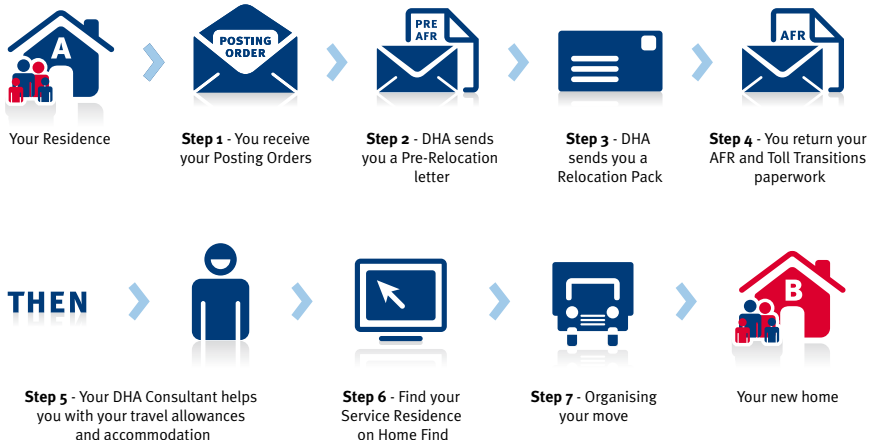 A
POSTING
ORDER
PRE
AFR
AFR
Your Residence
Step 1 - You receive
your Posting Orders
Step 2 - DHA sends
you a Pre-Relocation
letter
Step 3 - DHA
sends you a
Relocation Pack
Step 4 - You return your
AFR and Toll Transitions
paperwork
THEN
B
Step 5 - Your DHA Consultant helps
you with your travel allowances
and accommodation
Step 6 - Find your
Service Residence
on Home Find
Step 7 - Organising
your move
Your new home